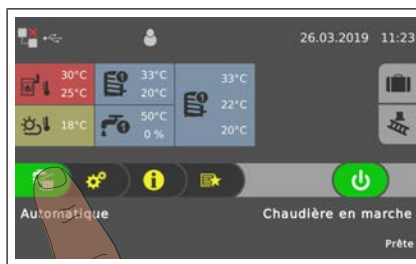 26.03.2019 11:23
30°C 33°C 33°C
25°C 20°C 22°C
18°C 50°C 20°C
0 %
Automatique Chaudière en marche
Prête